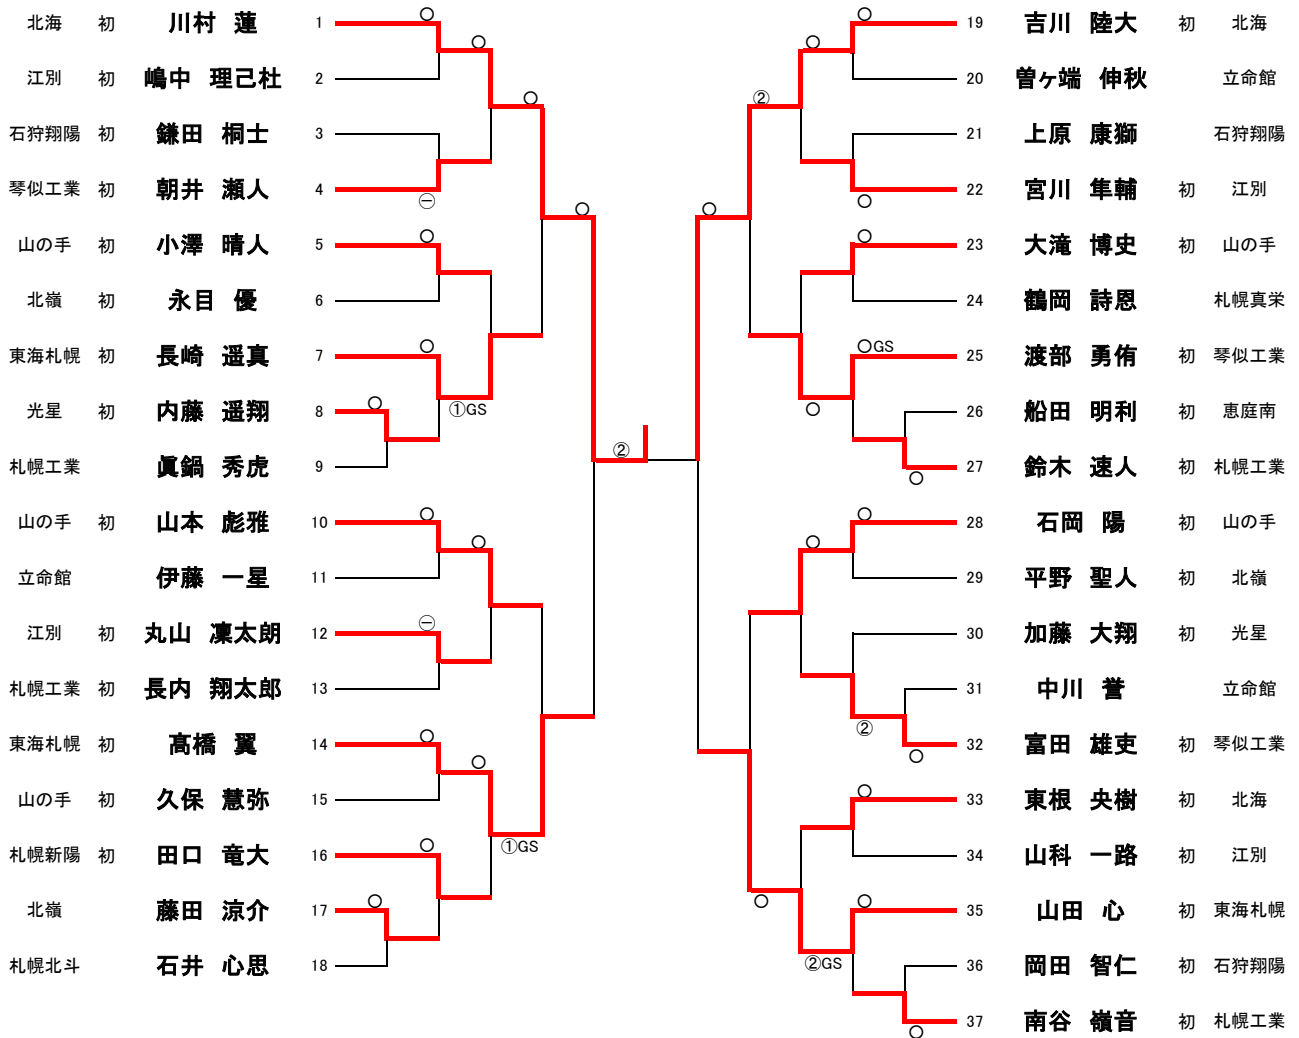 北海 初 川村 蓮 1 ○
江別 初 嶋中 理己杜 2
石狩翔陽 初 鎌田 桐士 3
琴似工業 初 朝井 瀬人 4 ㊀
山の手 初 小澤 晴人 5 ○
北嶺 初 永目 優 6
東海札幌 初 長崎 遥真 7 ○
光星 初 内藤 遥翔 8 ○
札幌工業 眞鍋 秀虎 9
山の手 初 山本 彪雅 10 ○
立命館 伊藤 一星 11
江別 初 丸山 凜太朗 12 ㊀
札幌工業 初 長内 翔太郎 13
東海札幌 初 髙橋 翼 14 ○
山の手 初 久保 慧弥 15
札幌新陽 初 田口 竜大 16 ○
北嶺 藤田 涼介 17 ○
札幌北斗 石井 心思 18
○
○
①GS
○
○
①GS
○
②
○
②
○
○
○
○
②
②GS
○
○ 19 吉川 陸大 初 北海
20 曽ヶ端 伸秋 立命館
21 上原 康獅 石狩翔陽
○ 22 宮川 隼輔 初 江別
○ 23 大滝 博史 初 山の手
24 鶴岡 詩恩 札幌真栄
○GS 25 渡部 勇侑 初 琴似工業
26 船田 明利 初 恵庭南
○ 27 鈴木 速人 初 札幌工業
○ 28 石岡 陽 初 山の手
29 平野 聖人 初 北嶺
30 加藤 大翔 初 光星
31 中川 誉 立命館
○ 32 富田 雄吏 初 琴似工業
○ 33 東根 央樹 初 北海
34 山科 一路 初 江別
○ 35 山田 心 初 東海札幌
36 岡田 智仁 初 石狩翔陽
○ 37 南谷 嶺音 初 札幌工業